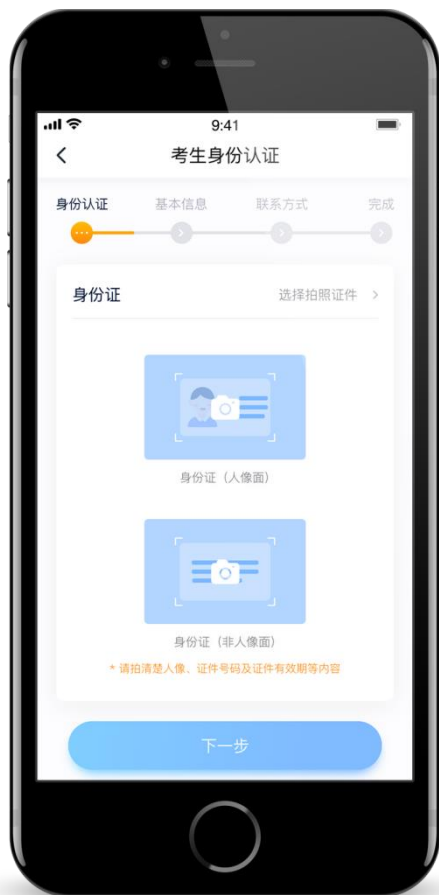 9:41
考生身份认证
身份认证 基本信息 联系方式 完成
身份证 选择拍照证件
身份证（人像面）
身份证（非人像面）
* 请拍清楚人像、证件号码及证件有效期等内容
下一步